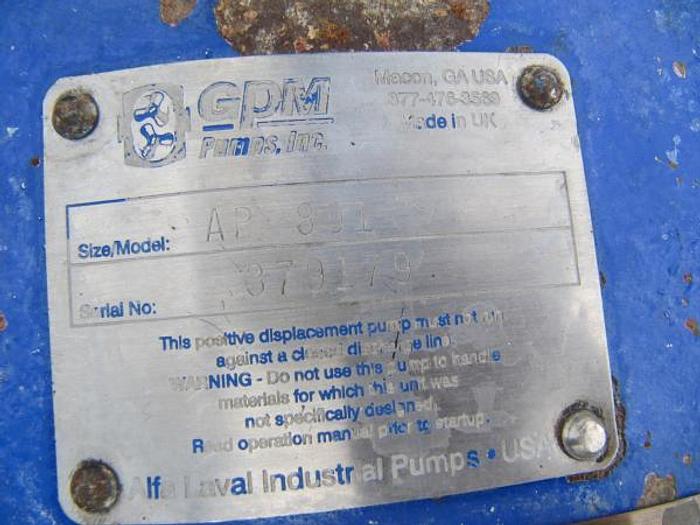 GPM
Pumps, Inc.
Macon, GA USA
877-476-3569
Made in UK
Size/Model: AP 891
Serial No: 379179
This positive displacement pump must not run
against a closed discharge line.
WARNING - Do not use this pump to handle
materials for which this unit was
not specifically designed.
Read operation manual prior to startup.
Alfa Laval Industrial Pumps • USA